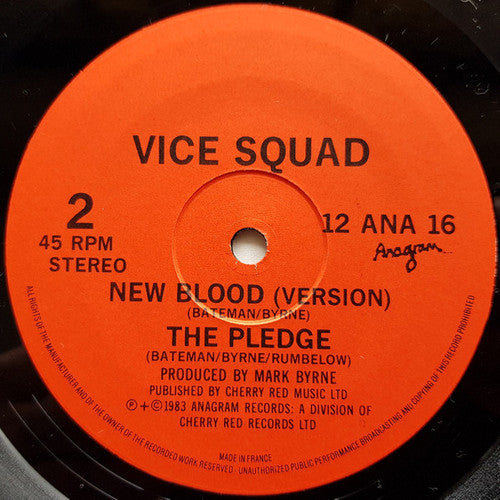 VICE SQUAD
2
45 RPM
STEREO
12 ANA 16
Anagram
NEW BLOOD (VERSION)
(BATEMAN/BYRNE)
THE PLEDGE
(BATEMAN/BYRNE/RUMBELOW)
PRODUCED BY MARK BYRNE
PUBLISHED BY CHERRY RED MUSIC LTD
℗+©1983 ANAGRAM RECORDS: A DIVISION OF
CHERRY RED RECORDS LTD
MADE IN FRANCE
ALL RIGHTS OF THE MANUFACTURER AND OF THE OWNER OF THE RECORDED WORK RESERVED · UNAUTHORIZED PUBLIC PERFORMANCE BROADCASTING AND COPYING OF THIS RECORD PROHIBITED